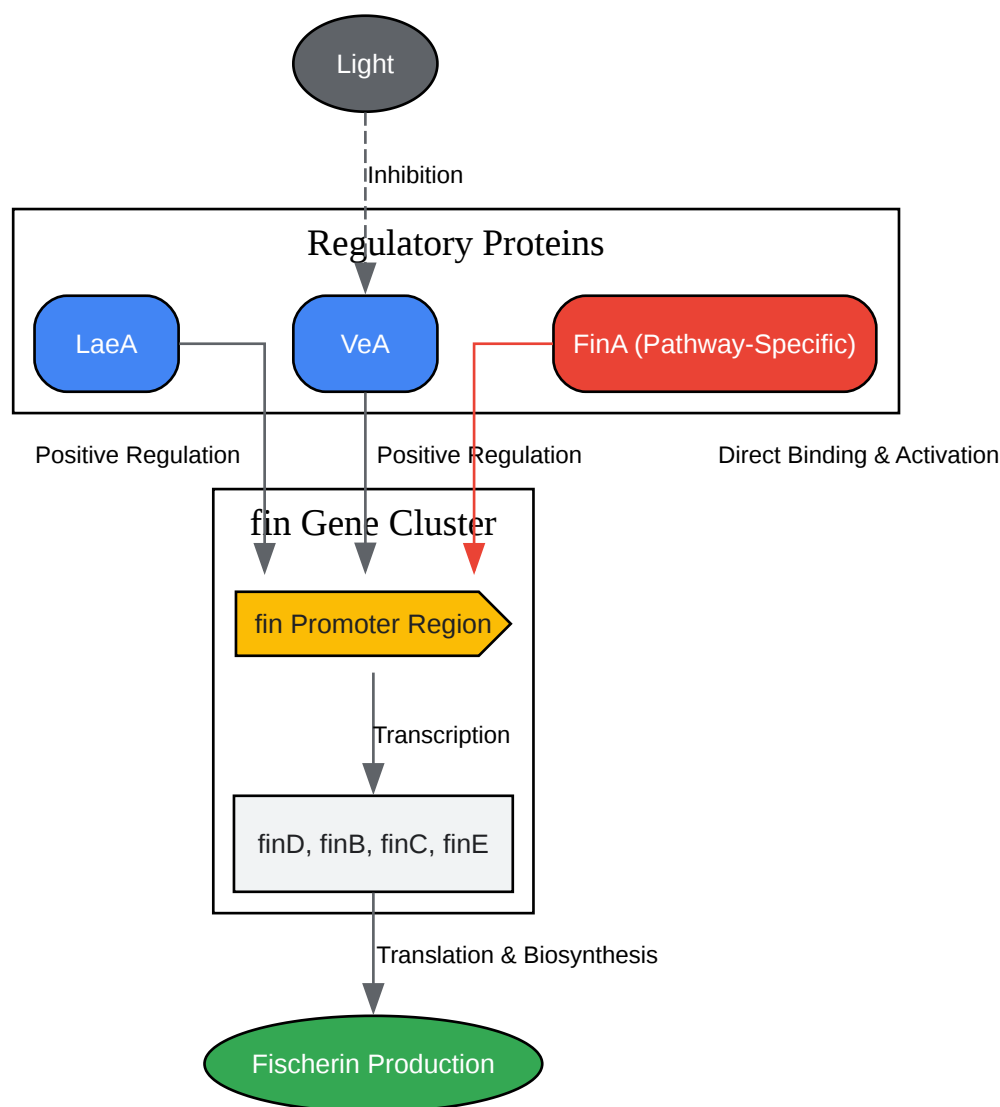 Light
Inhibition
Regulatory Proteins
LaeA
VeA
FinA (Pathway-Specific)
Positive Regulation
Positive Regulation
Direct Binding & Activation
fin Gene Cluster
fin Promoter Region
Transcription
finD, finB, finC, finE
Translation & Biosynthesis
Fischerin Production